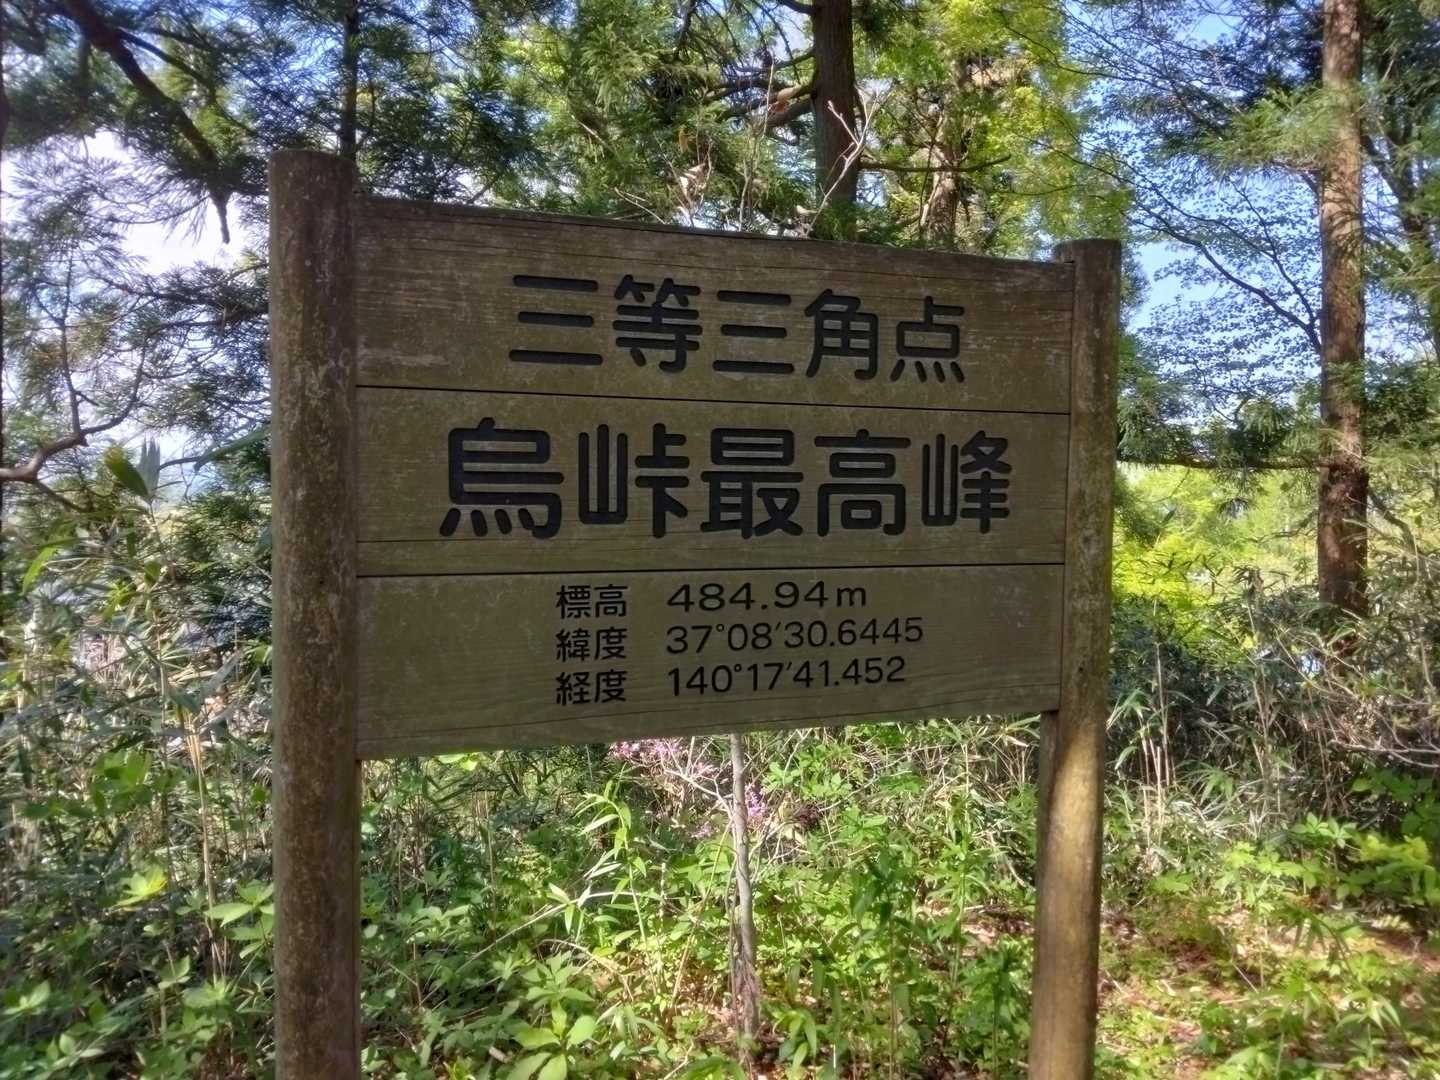 三等三角点
烏峠最高峰
標高 484.94m
緯度 37°08′30.6445
経度 140°17′41.452